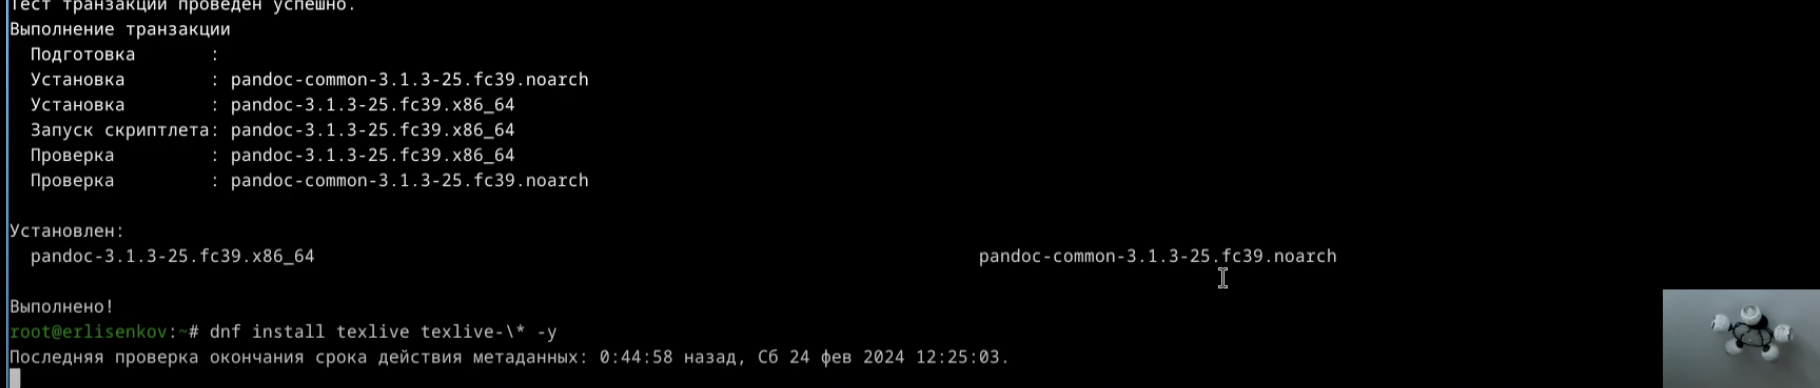 Тест транзакции проведен успешно.
Выполнение транзакции
  Подготовка       :
  Установка        : pandoc-common-3.1.3-25.fc39.noarch
  Установка        : pandoc-3.1.3-25.fc39.x86_64
  Запуск скриптлета: pandoc-3.1.3-25.fc39.x86_64
  Проверка         : pandoc-3.1.3-25.fc39.x86_64
  Проверка         : pandoc-common-3.1.3-25.fc39.noarch
Установлен:
  pandoc-3.1.3-25.fc39.x86_64 pandoc-common-3.1.3-25.fc39.noarch
Выполнено!
root@erlisenkov:~# dnf install texlive texlive-\* -y
Последняя проверка окончания срока действия метаданных: 0:44:58 назад, Сб 24 фев 2024 12:25:03.